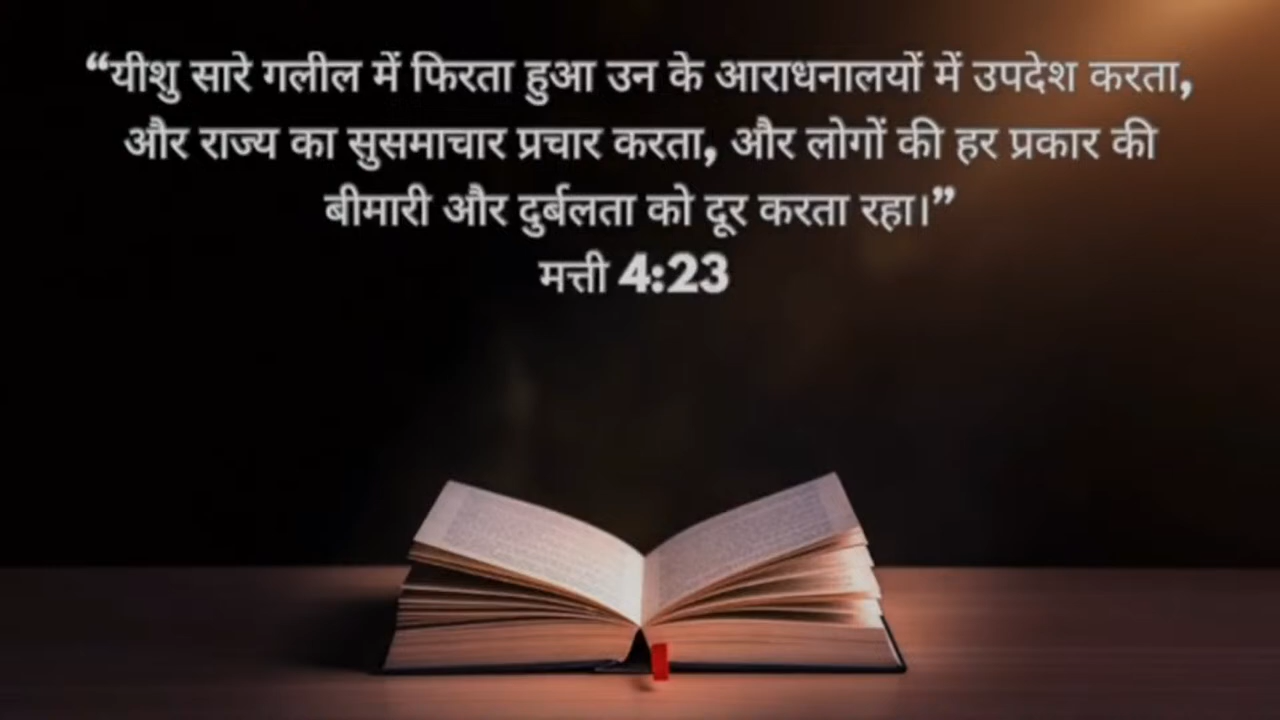 “यीशु सारे गलील में फिरता हुआ उन के आराधनालयों में उपदेश करता,
और राज्य का सुसमाचार प्रचार करता, और लोगों की हर प्रकार की
बीमारी और दुर्बलता को दूर करता रहा।”
मत्ती 4:23